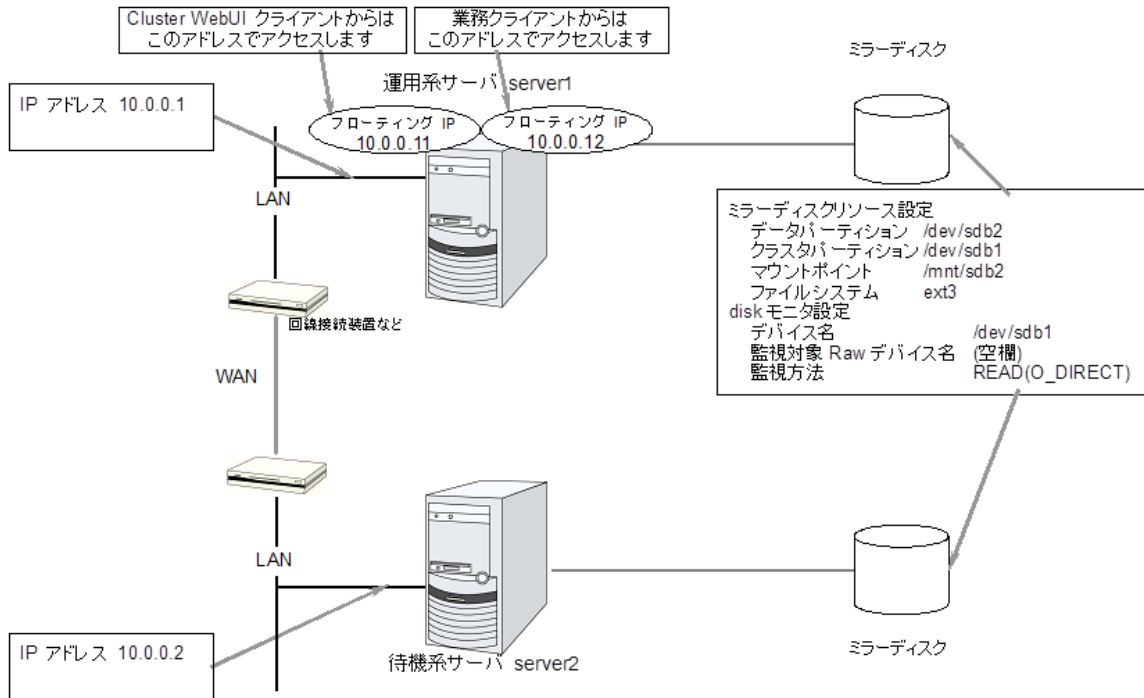 Cluster WebUI クライアントからは
このアドレスでアクセスします
業務クライアントからは
このアドレスでアクセスします
ミラーディスク
運用系サーバ server1
IP アドレス 10.0.0.1
フローティング IP
10.0.0.11
フローティング IP
10.0.0.12
LAN
ミラーディスクリソース設定
データパーティション /dev/sdb2
クラスタパーティション /dev/sdb1
マウントポイント /mnt/sdb2
ファイルシステム ext3
disk モニタ設定
デバイス名 /dev/sdb1
監視対象 Raw デバイス名 (空欄)
監視方法 READ(O_DIRECT)
回線接続装置など
WAN
LAN
IP アドレス 10.0.0.2
待機系サーバ server2
ミラーディスク